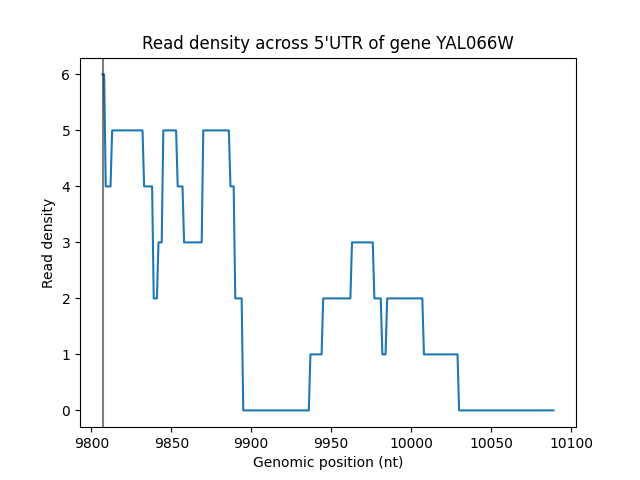 Read density across 5'UTR of gene YAL066W
6
5
4
3
2
1
0
Read density
9800 9850 9900 9950 10000 10050 10100
Genomic position (nt)